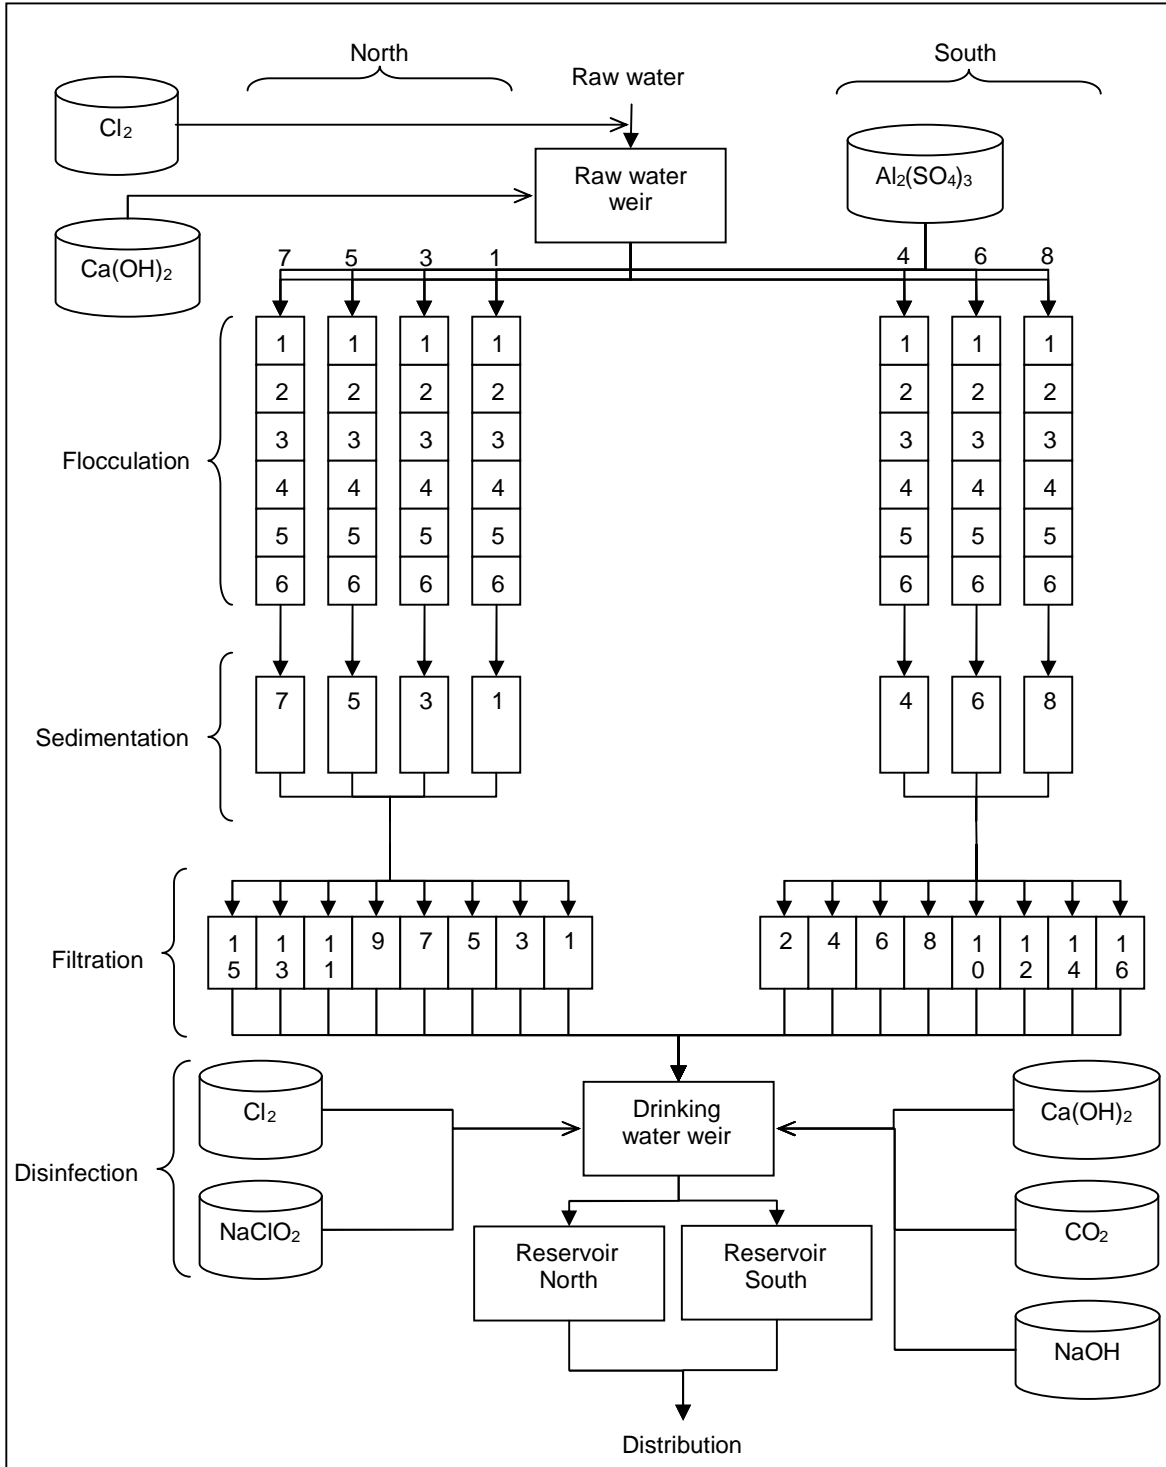 North
Raw water
South
Cl₂
Raw water
weir
Al₂(SO₄)₃
Ca(OH)₂
7 5 3 1 4 6 8
1 1 1 1 1 1 1
2 2 2 2 2 2 2
3 3 3 3 3 3 3
Flocculation
4 4 4 4 4 4 4
5 5 5 5 5 5 5
6 6 6 6 6 6 6
7 5 3 1 4 6 8
Sedimentation
15 13 11 9 7 5 3 1 2 4 6 8 10 12 14 16
Filtration
Cl₂
Drinking
water weir
Ca(OH)₂
Disinfection
NaClO₂
Reservoir
North
Reservoir
South
CO₂
NaOH
Distribution